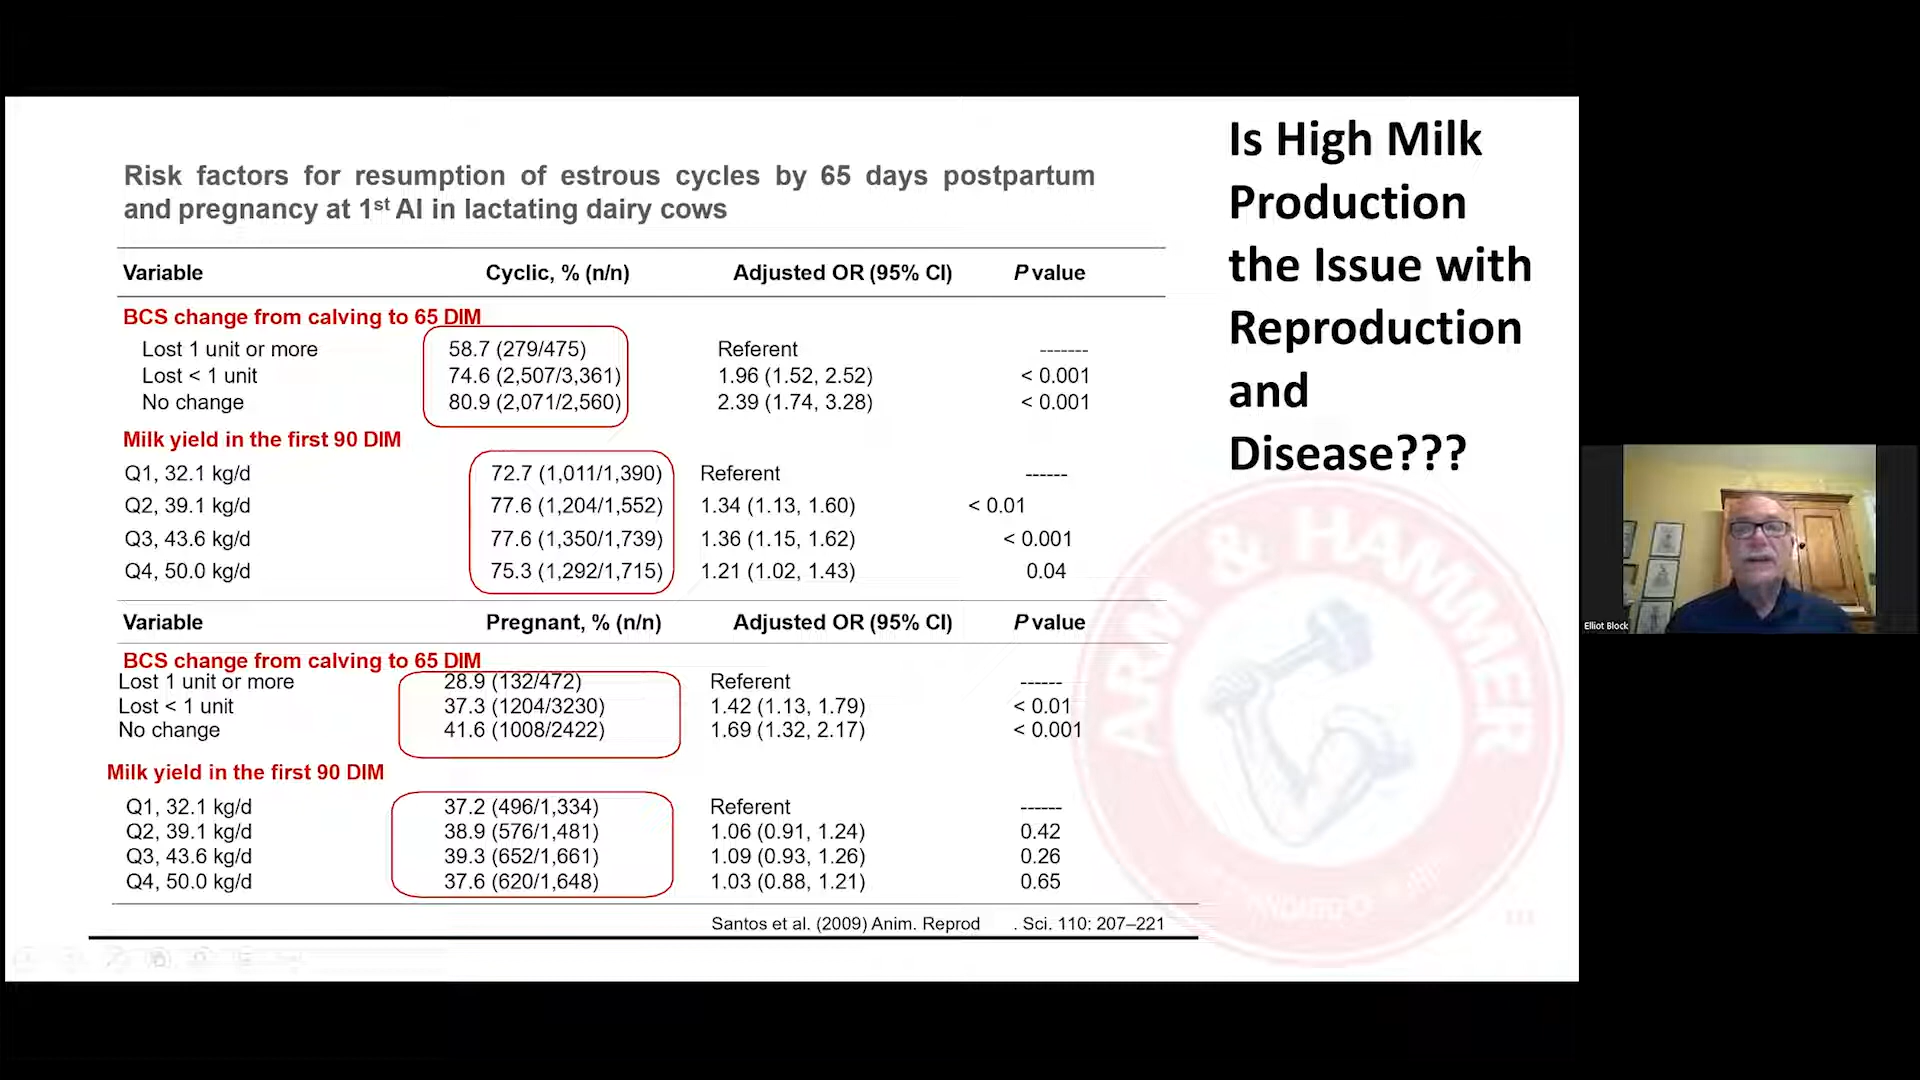 Is High Milk
Production
the Issue with
Reproduction
and
Disease???
Risk factors for resumption of estrous cycles by 65 days postpartum
and pregnancy at 1st AI in lactating dairy cows
Variable Cyclic, % (n/n) Adjusted OR (95% CI) P value
BCS change from calving to 65 DIM
Lost 1 unit or more 58.7 (279/475) Referent -------
Lost < 1 unit 74.6 (2,507/3,361) 1.96 (1.52, 2.52) < 0.001
No change 80.9 (2,071/2,560) 2.39 (1.74, 3.28) < 0.001
Milk yield in the first 90 DIM
Q1, 32.1 kg/d 72.7 (1,011/1,390) Referent ------
Q2, 39.1 kg/d 77.6 (1,204/1,552) 1.34 (1.13, 1.60) < 0.01
Q3, 43.6 kg/d 77.6 (1,350/1,739) 1.36 (1.15, 1.62) < 0.001
Q4, 50.0 kg/d 75.3 (1,292/1,715) 1.21 (1.02, 1.43) 0.04
Variable Pregnant, % (n/n) Adjusted OR (95% CI) P value
BCS change from calving to 65 DIM
Lost 1 unit or more 28.9 (132/472) Referent ------
Lost < 1 unit 37.3 (1204/3230) 1.42 (1.13, 1.79) < 0.01
No change 41.6 (1008/2422) 1.69 (1.32, 2.17) < 0.001
Milk yield in the first 90 DIM
Q1, 32.1 kg/d 37.2 (496/1,334) Referent ------
Q2, 39.1 kg/d 38.9 (576/1,481) 1.06 (0.91, 1.24) 0.42
Q3, 43.6 kg/d 39.3 (652/1,661) 1.09 (0.93, 1.26) 0.26
Q4, 50.0 kg/d 37.6 (620/1,648) 1.03 (0.88, 1.21) 0.65
Santos et al. (2009) Anim. Reprod . Sci. 110: 207–221
ARM & HAMMER
Elliot Block